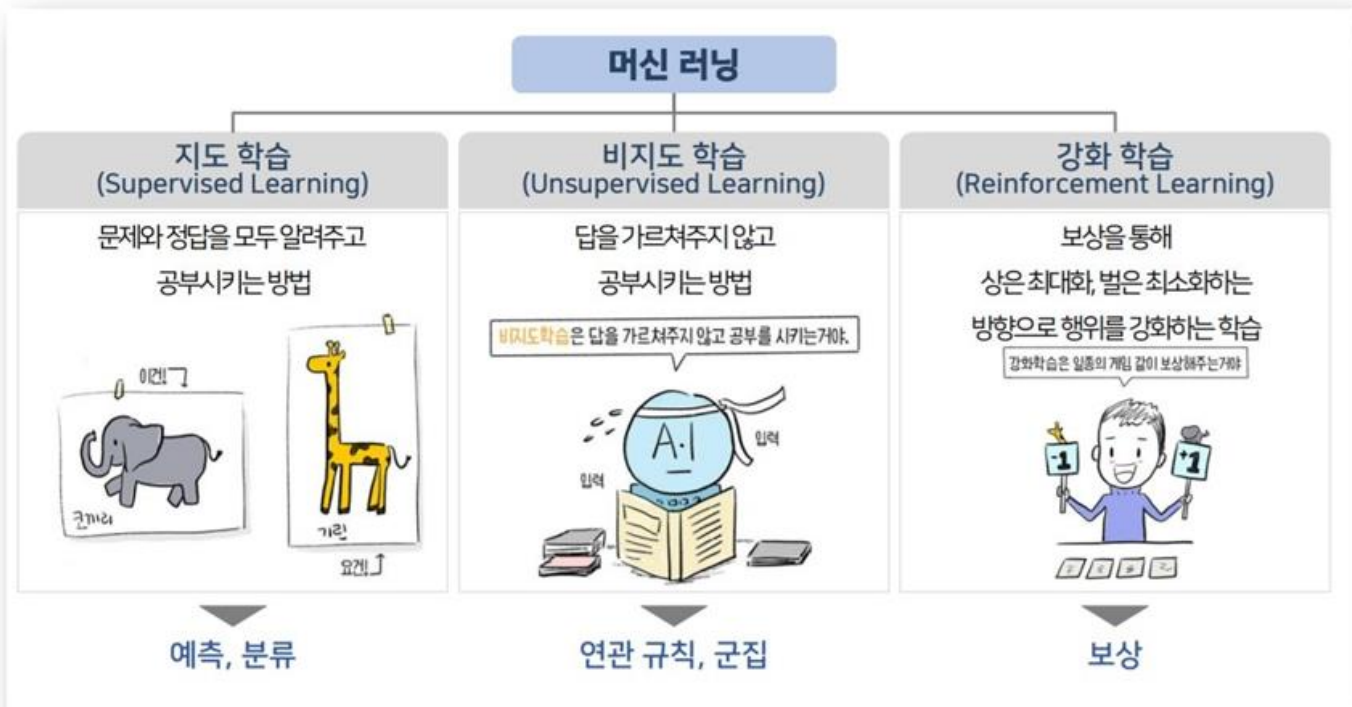 머신 러닝
지도 학습
(Supervised Learning)
문제와 정답을 모두 알려주고
공부시키는 방법
이건!
코끼리
기린
요건!
예측, 분류
비지도 학습
(Unsupervised Learning)
답을 가르쳐주지 않고
공부시키는 방법
비지도학습은 답을 가르쳐주지 않고 공부를 시키는거야.
A.I
입력
입력
연관 규칙, 군집
강화 학습
(Reinforcement Learning)
보상을 통해
상은 최대화, 벌은 최소화하는
방향으로 행위를 강화하는 학습
강화학습은 일종의 게임 같이 보상해주는거야
-1
+1
보상